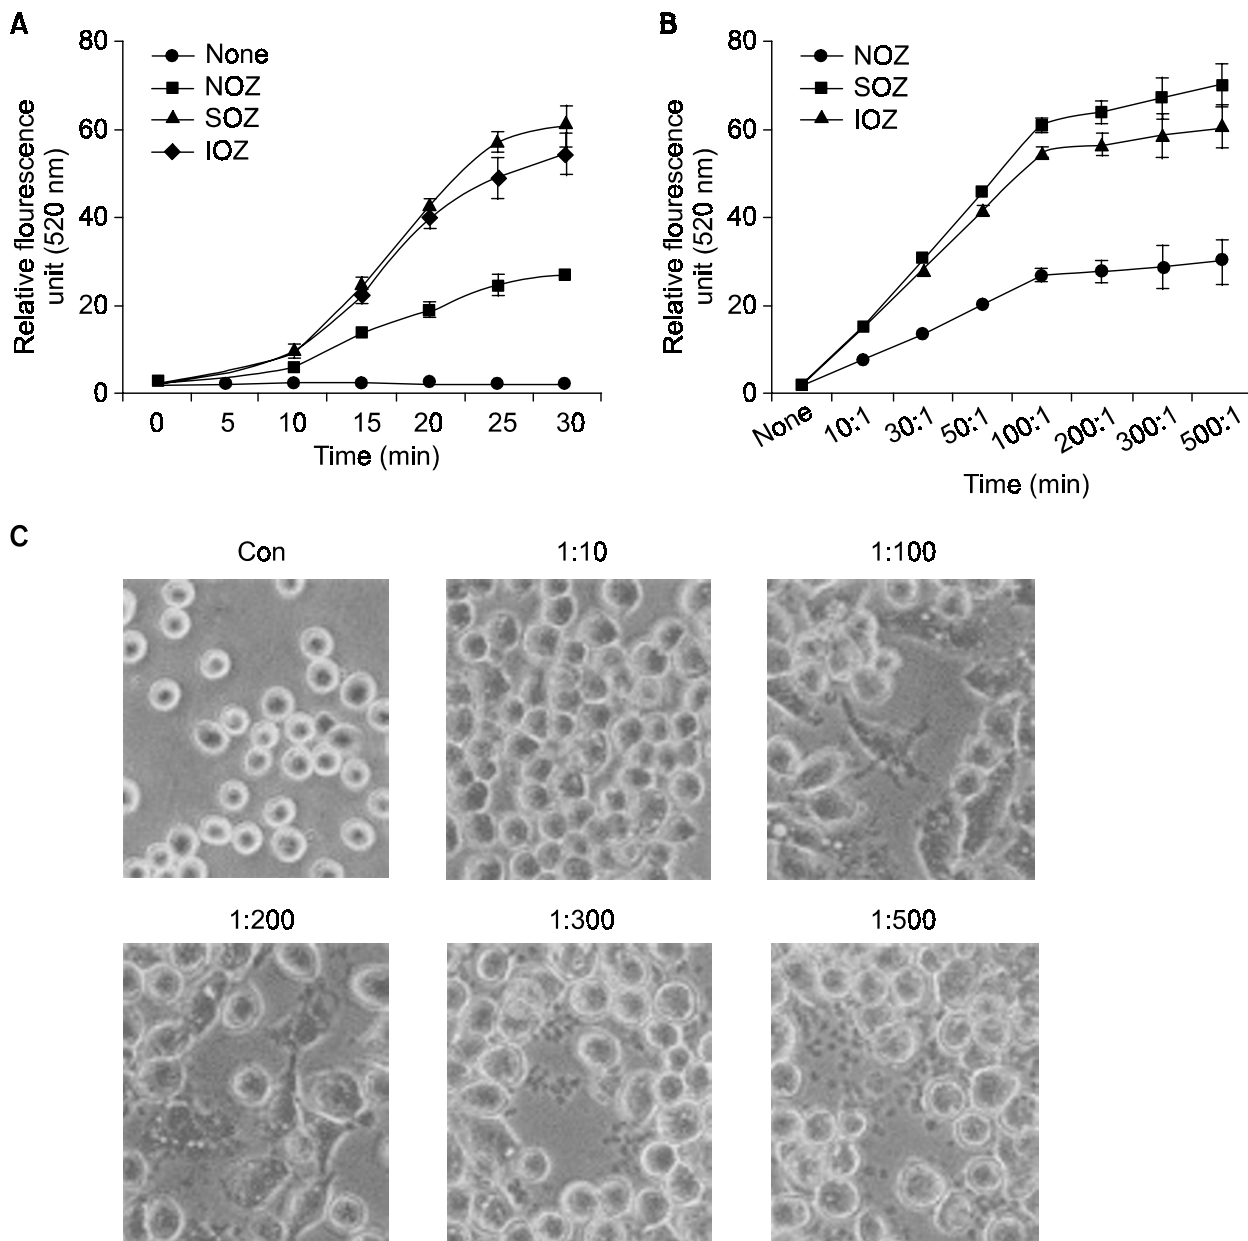 A
Relative flourescence
unit (520 nm)
80
60
40
20
0
None
NOZ
SOZ
IOZ
0 5 10 15 20 25 30
Time (min)
B
Relative flourescence
unit (520 nm)
80
60
40
20
0
NOZ
SOZ
IOZ
None 10:1 30:1 50:1 100:1 200:1 300:1 500:1
Time (min)
C
Con 1:10 1:100
1:200 1:300 1:500